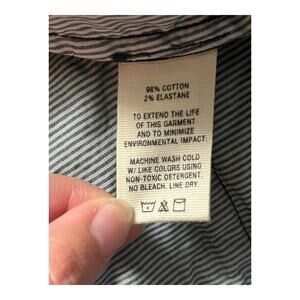 98% COTTON
2% ELASTANE
TO EXTEND THE LIFE
OF THIS GARMENT
AND TO MINIMIZE
ENVIRONMENTAL IMPACT:
MACHINE WASH COLD
W/ LIKE COLORS USING
NON-TOXIC DETERGENT.
NO BLEACH. LINE DRY.